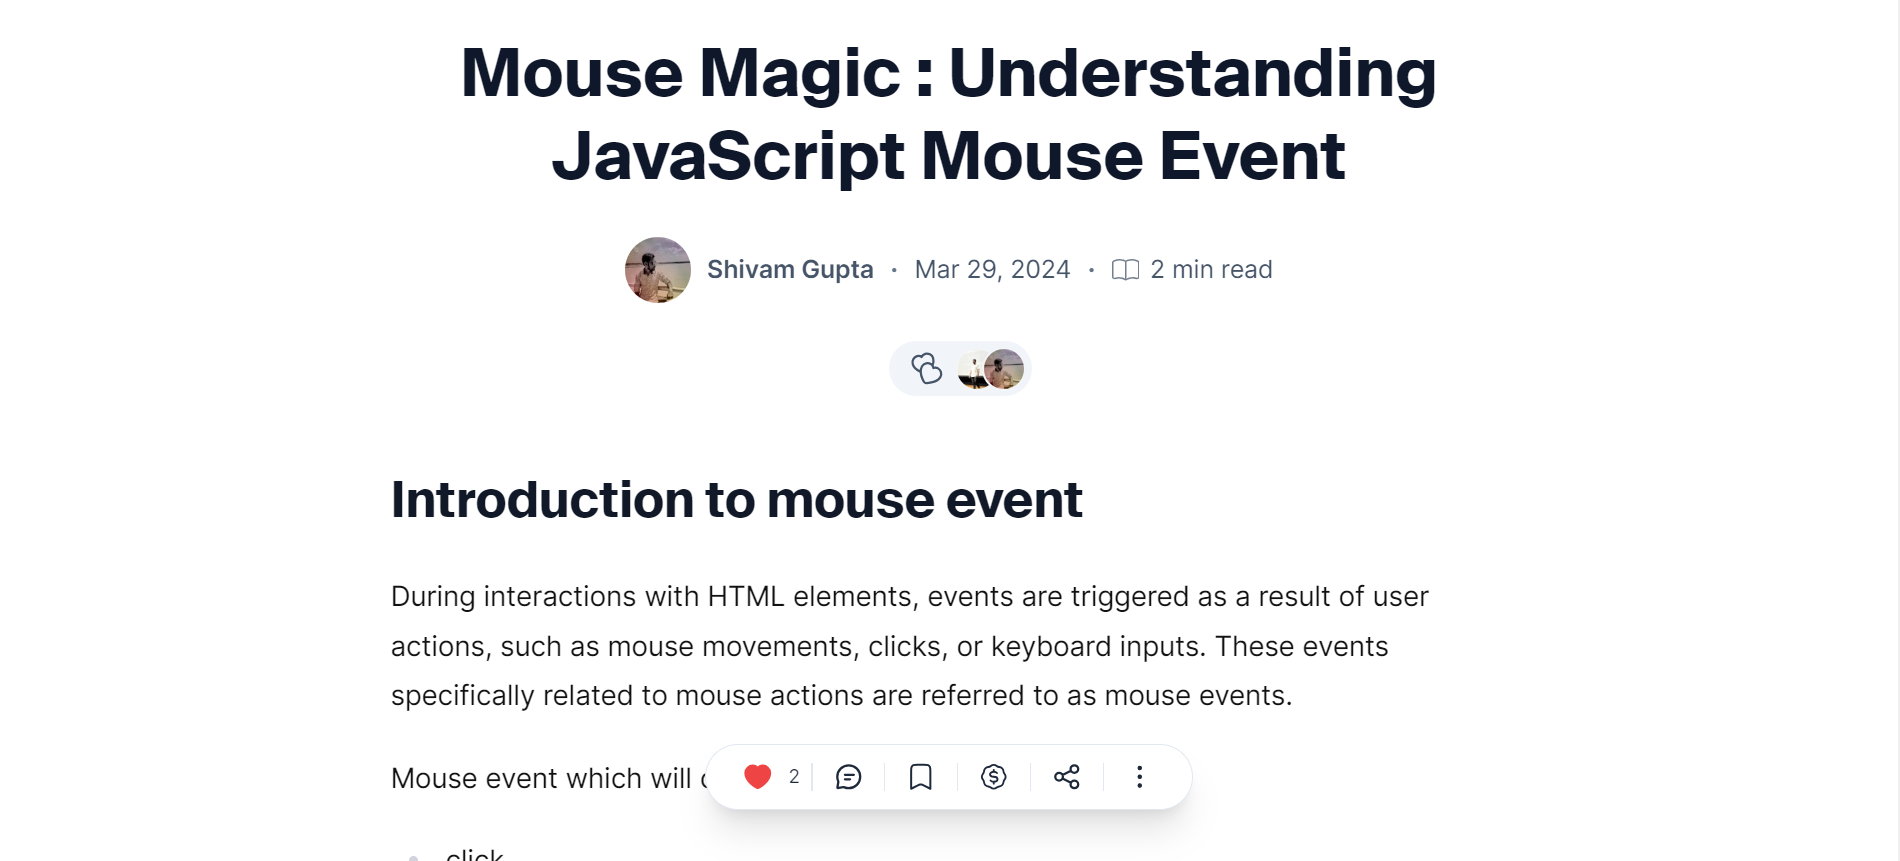 Mouse Magic : Understanding
JavaScript Mouse Event
Shivam Gupta · Mar 29, 2024 · 2 min read
Introduction to mouse event
During interactions with HTML elements, events are triggered as a result of user
actions, such as mouse movements, clicks, or keyboard inputs. These events
specifically related to mouse actions are referred to as mouse events.
Mouse event which will
2
click